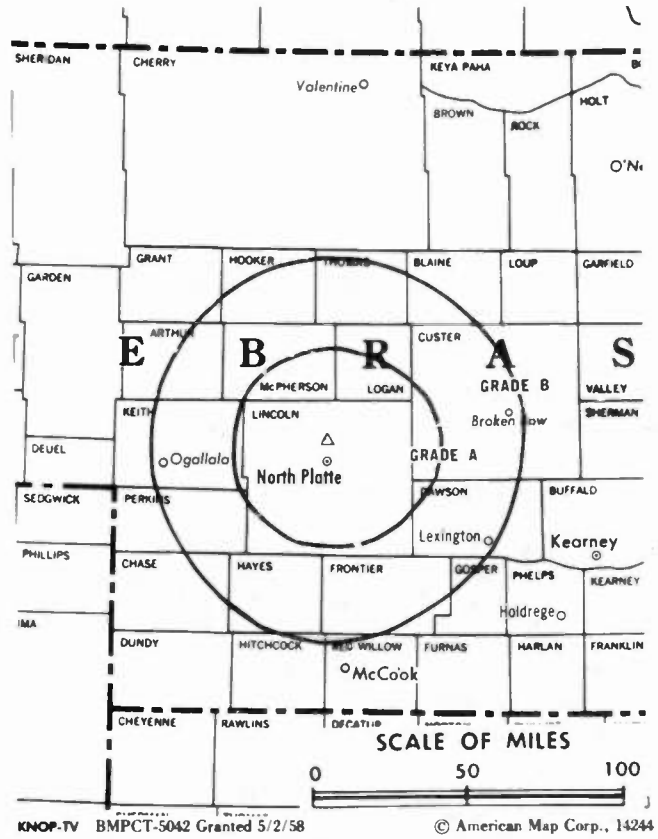 SHERIDAN CHERRY KEYA PAHA
Valentine
BROWN ROCK HOLT
GRANT HOOKER THOMAS BLAINE LOUP GARFIELD
GARDEN
ARTHUR CUSTER
E B R A S
McPHERSON LOGAN GRADE B VALLEY
KEITH LINCOLN Broken Bow SHERMAN
DEUEL Ogallala GRADE A
North Platte
SEDGWICK PERKINS DAWSON BUFFALO
Lexington Kearney
PHILLIPS CHASE HAYES FRONTIER GOSPER PHELPS KEARNEY
Holdrege
DUNDY HITCHCOCK RED WILLOW FURNAS HARLAN FRANKLIN
McCook
CHEYENNE RAWLINS DECATUR
SCALE OF MILES
0 50 100
KNOP-TV BMPCT-5042 Granted 5/2/58 © American Map Corp., 14244